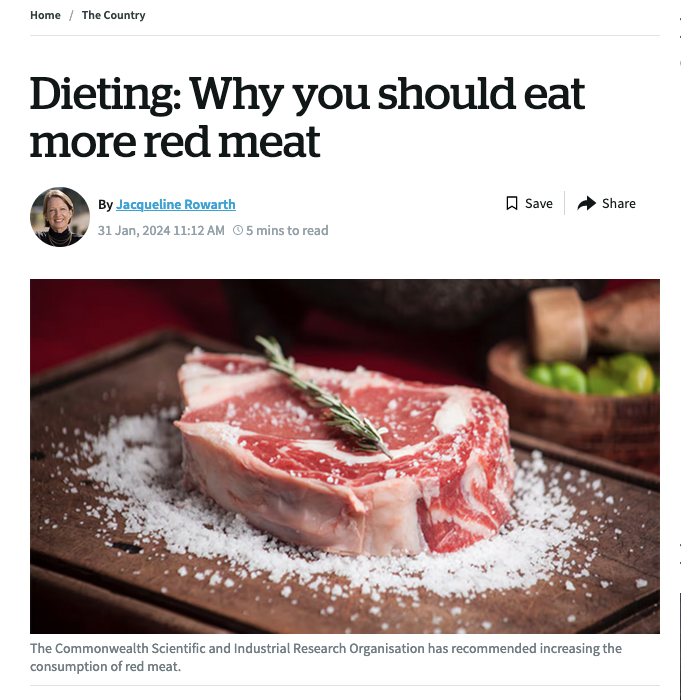 Home / The Country
Dieting: Why you should eat
more red meat
By Jacqueline Rowarth
Save
Share
31 Jan, 2024 11:12 AM 5 mins to read
The Commonwealth Scientific and Industrial Research Organisation has recommended increasing the
consumption of red meat.